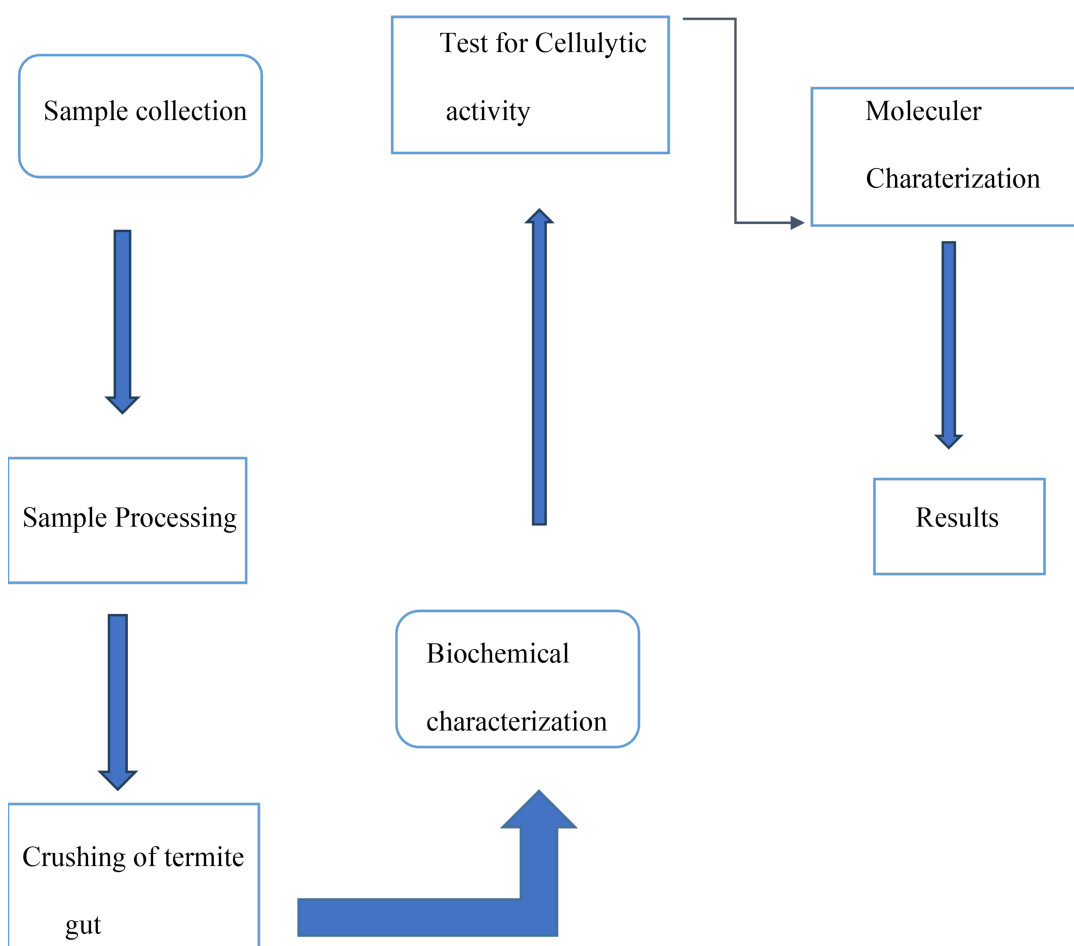 Sample collection
Sample Processing
Crushing of termite
gut
Biochemical
characterization
Test for Cellulytic
activity
Moleculer
Charaterization
Results